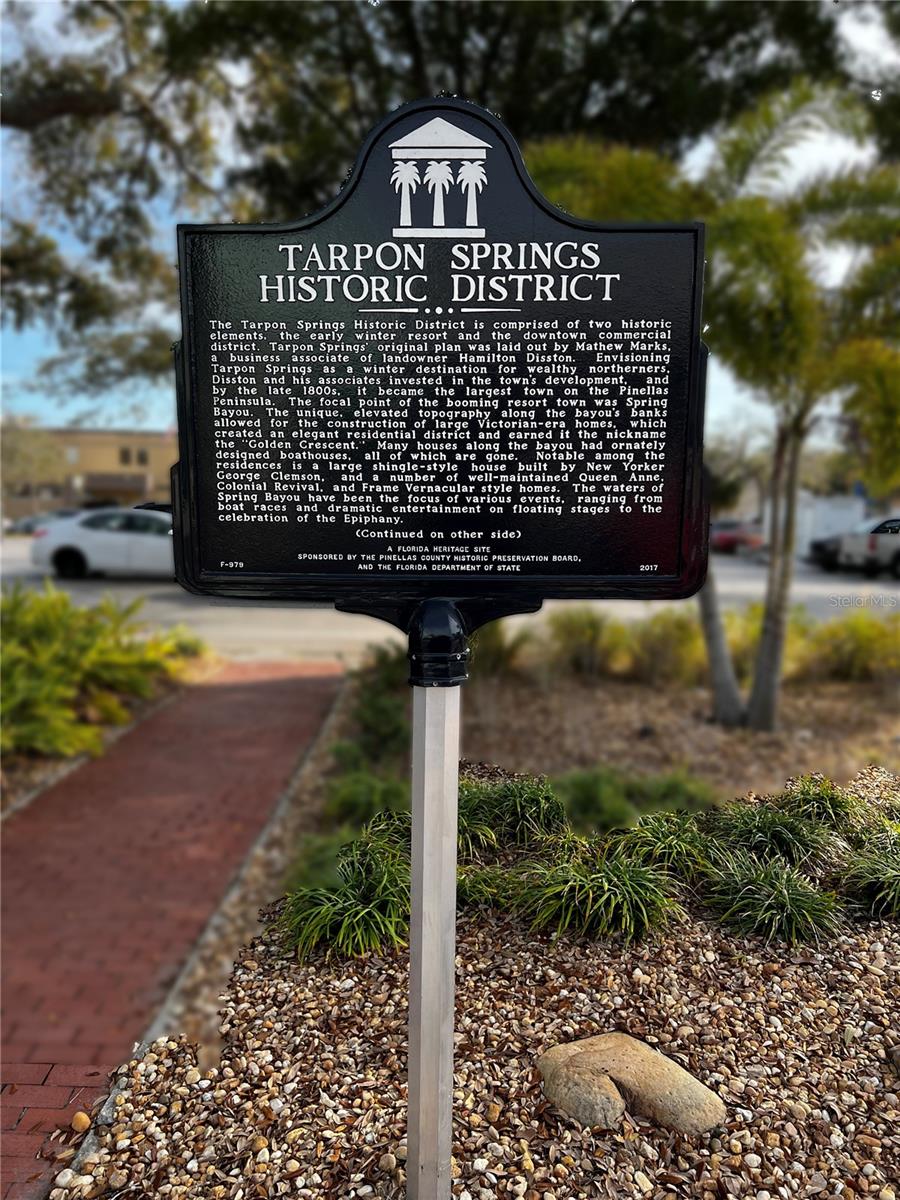 TARPON SPRINGS
HISTORIC DISTRICT
The Tarpon Springs Historic District is comprised of two historic
elements, the early winter resort and the downtown commercial
district. Tarpon Springs' original plan was laid out by Mathew Marks,
a business associate of landowner Hamilton Disston. Envisioning
Tarpon Springs as a winter destination for wealthy northerners,
Disston and his associates invested in the town's development, and
by the late 1800s, it became the largest town on the Pinellas
Peninsula. The focal point of the booming resort town was Spring
Bayou. The unique, elevated topography along the bayou's banks
allowed for the construction of large Victorian-era homes, which
created an elegant residential district and earned it the nickname
the "Golden Crescent." Many houses along the bayou had ornately
designed boathouses, all of which are gone. Notable among the
residences is a large shingle-style house built by New Yorker
George Clemson, and a number of well-maintained Queen Anne,
Colonial Revival, and Frame Vernacular style homes. The waters of
Spring Bayou have been the focus of various events, ranging from
boat races and dramatic entertainment on floating stages to the
celebration of the Epiphany.
(Continued on other side)
A FLORIDA HERITAGE SITE
SPONSORED BY THE PINELLAS COUNTY HISTORIC PRESERVATION BOARD,
F-979 AND THE FLORIDA DEPARTMENT OF STATE 2017
StellarMLS